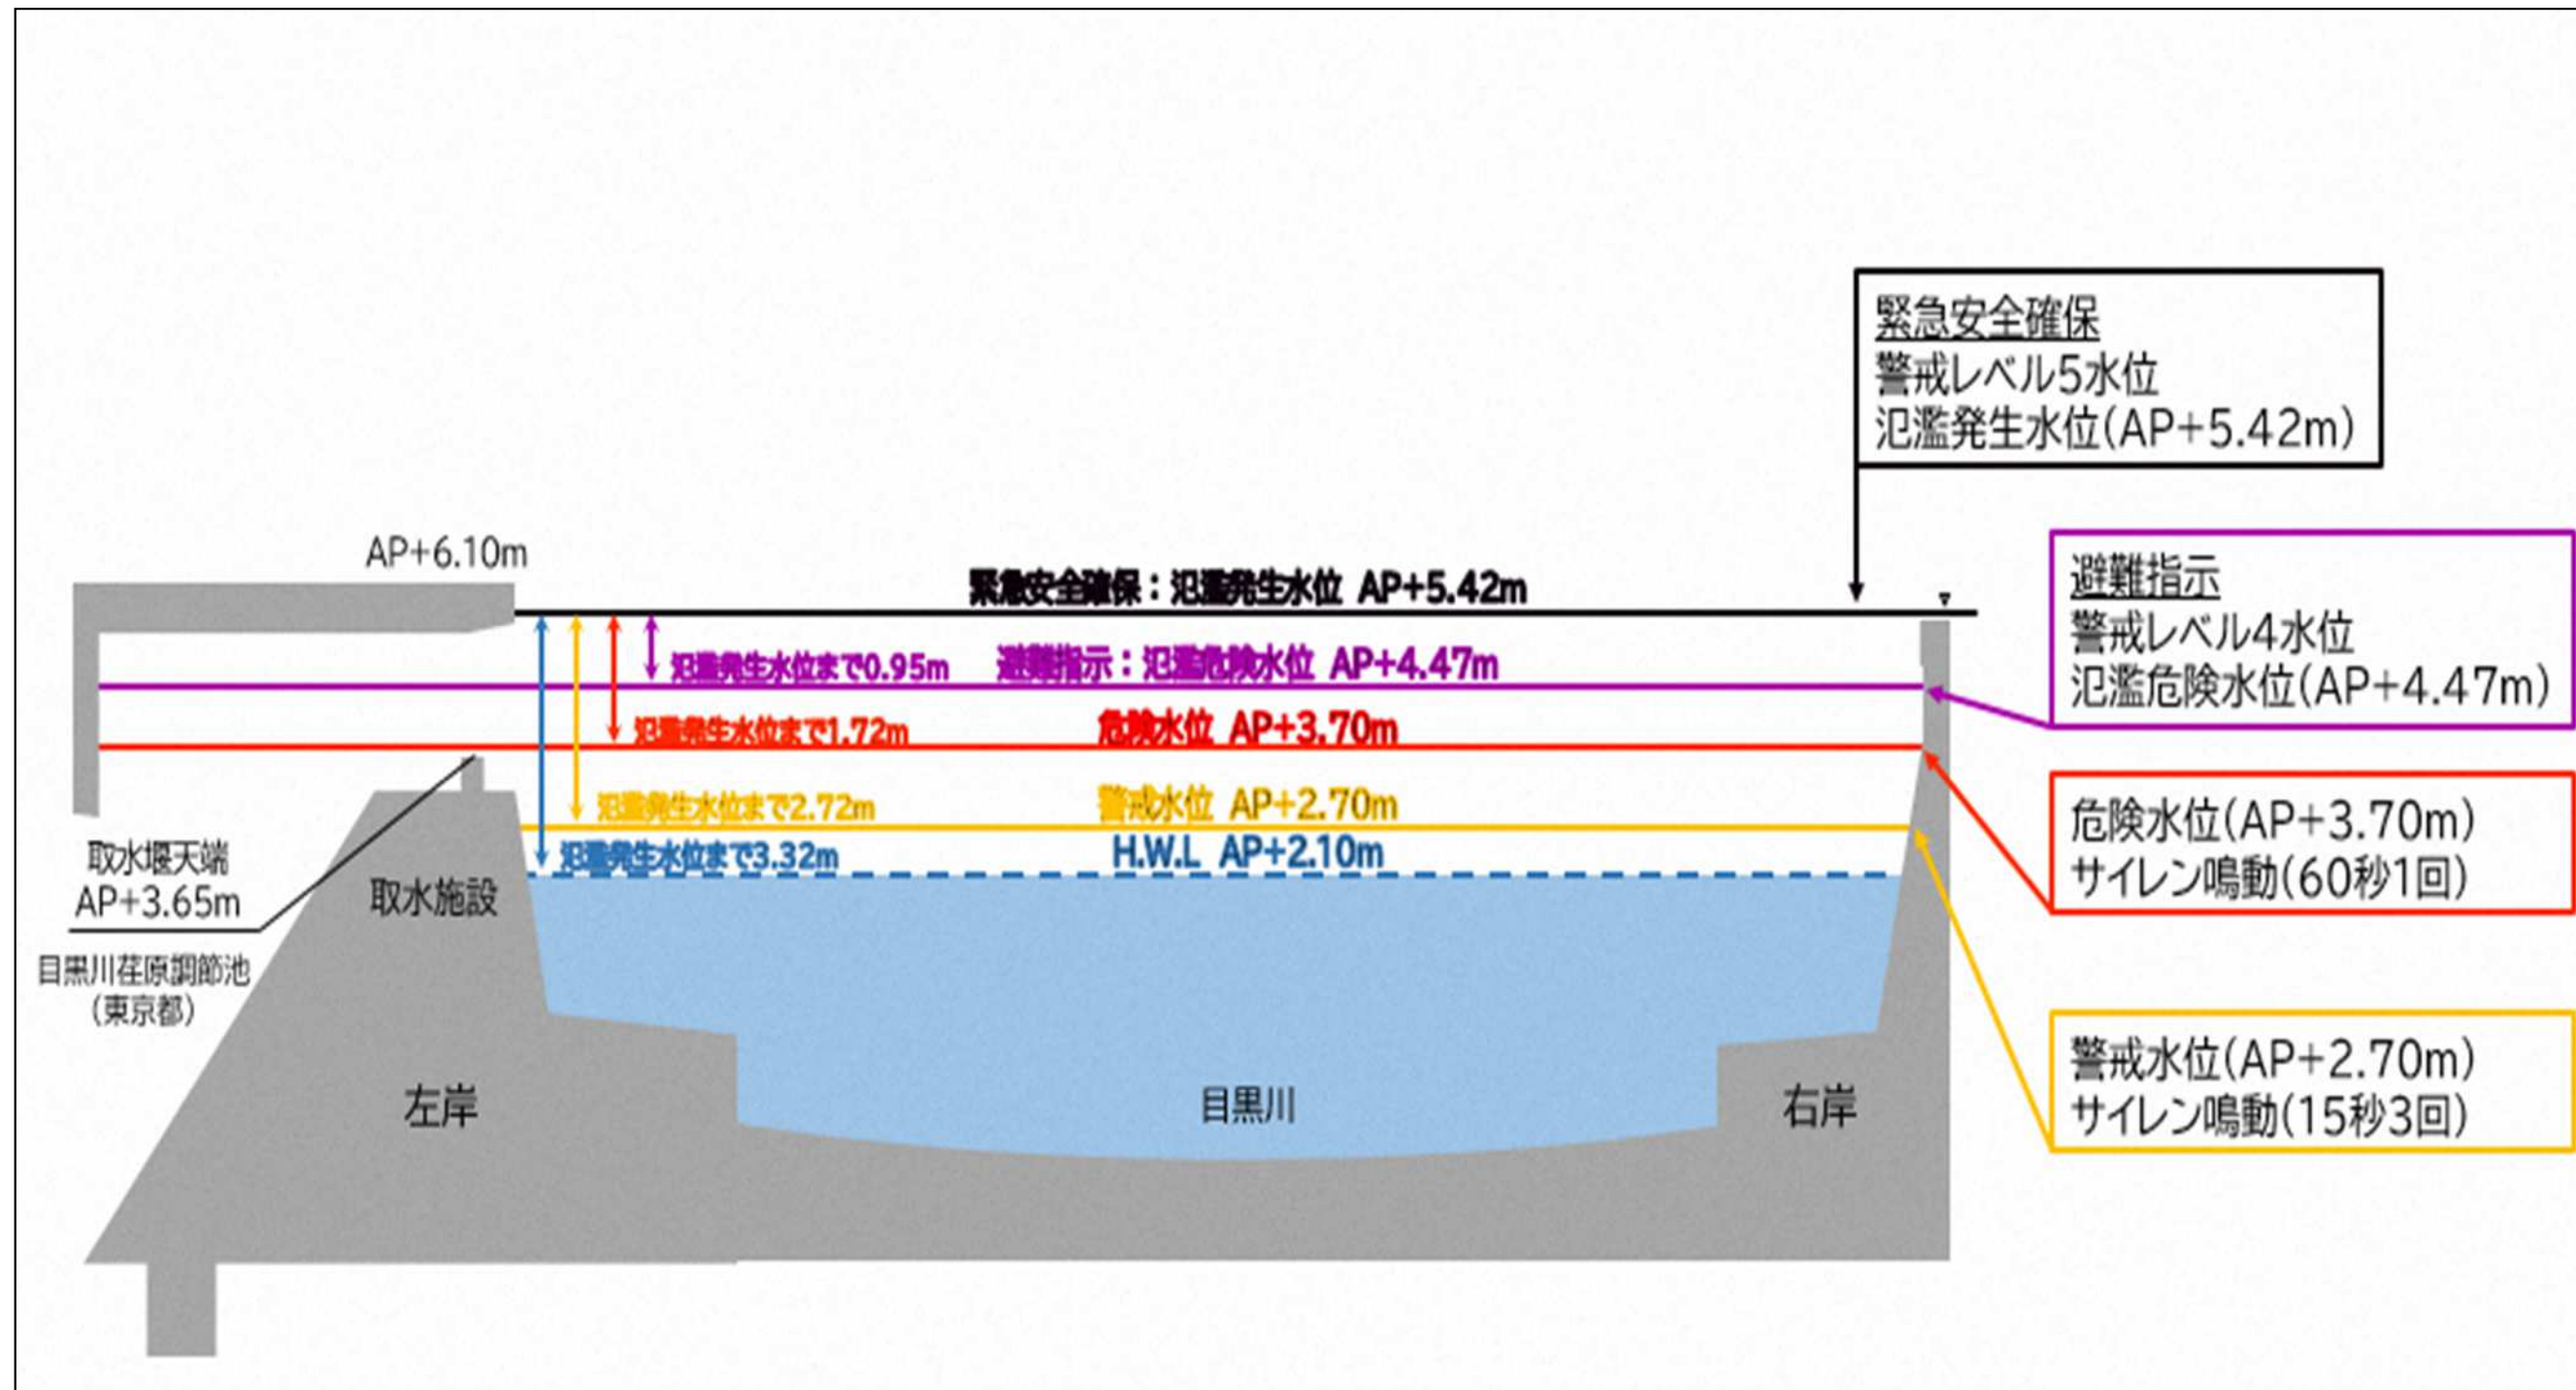 緊急安全確保
警戒レベル5水位
氾濫発生水位(AP+5.42m)
AP+6.10m
緊急安全確保：氾濫発生水位 AP+5.42m
避難指示
警戒レベル4水位
氾濫危険水位(AP+4.47m)
氾濫発生水位まで0.95m
避難指示：氾濫危険水位 AP+4.47m
氾濫発生水位まで1.72m
危険水位 AP+3.70m
危険水位(AP+3.70m)
サイレン鳴動(60秒1回)
氾濫発生水位まで2.72m
警戒水位 AP+2.70m
氾濫発生水位まで3.32m
H.W.L AP+2.10m
取水堰天端
AP+3.65m
取水施設
目黒川荏原調節池
(東京都)
警戒水位(AP+2.70m)
サイレン鳴動(15秒3回)
左岸
目黒川
右岸